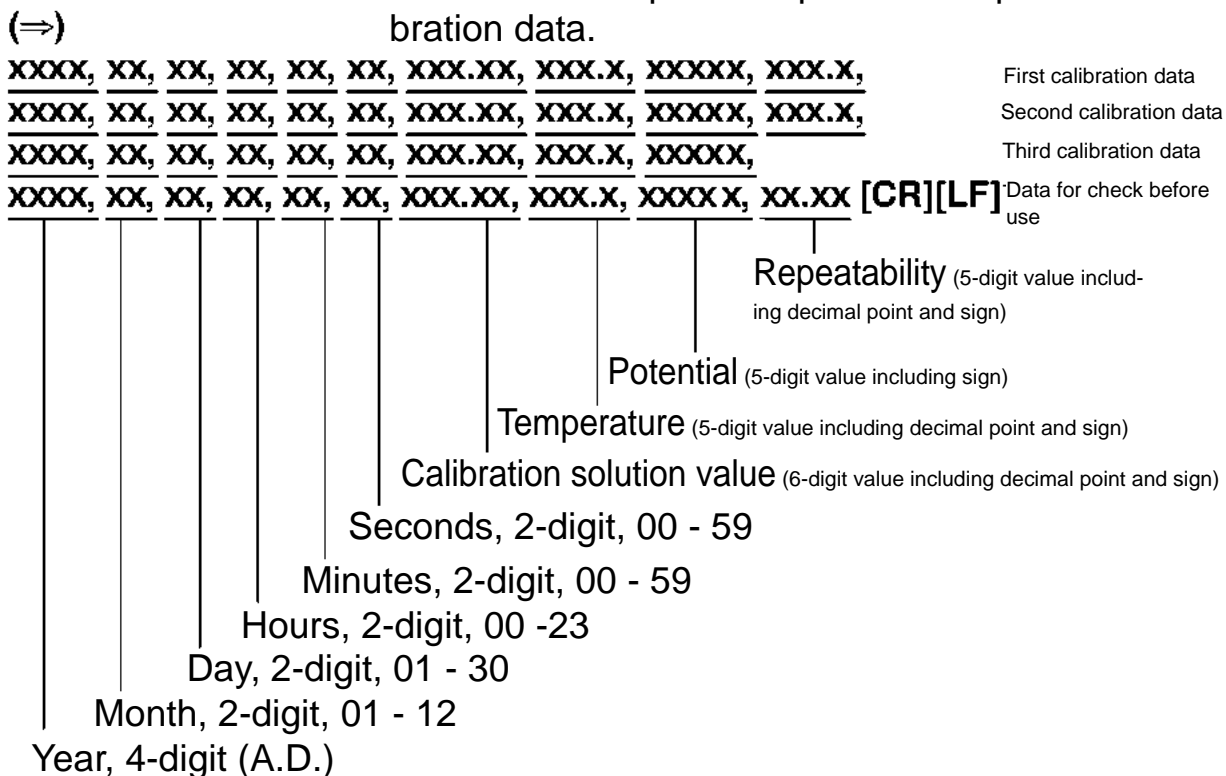 (⇒) bration data.
xxxx, xx, xx, xx, xx, xx, xxx.xx, xxx.x, xxxxx, xxx.x, First calibration data
xxxx, xx, xx, xx, xx, xx, xxx.xx, xxx.x, xxxxx, xxx.x, Second calibration data
xxxx, xx, xx, xx, xx, xx, xxx.xx, xxx.x, xxxxx, Third calibration data
xxxx, xx, xx, xx, xx, xx, xxx.xx, xxx.x, xxxxx, xx.xx [CR][LF] Data for check before
use
Repeatability (5-digit value includ-
ing decimal point and sign)
Potential (5-digit value including sign)
Temperature (5-digit value including decimal point and sign)
Calibration solution value (6-digit value including decimal point and sign)
Seconds, 2-digit, 00 - 59
Minutes, 2-digit, 00 - 59
Hours, 2-digit, 00 -23
Day, 2-digit, 01 - 30
Month, 2-digit, 01 - 12
Year, 4-digit (A.D.)